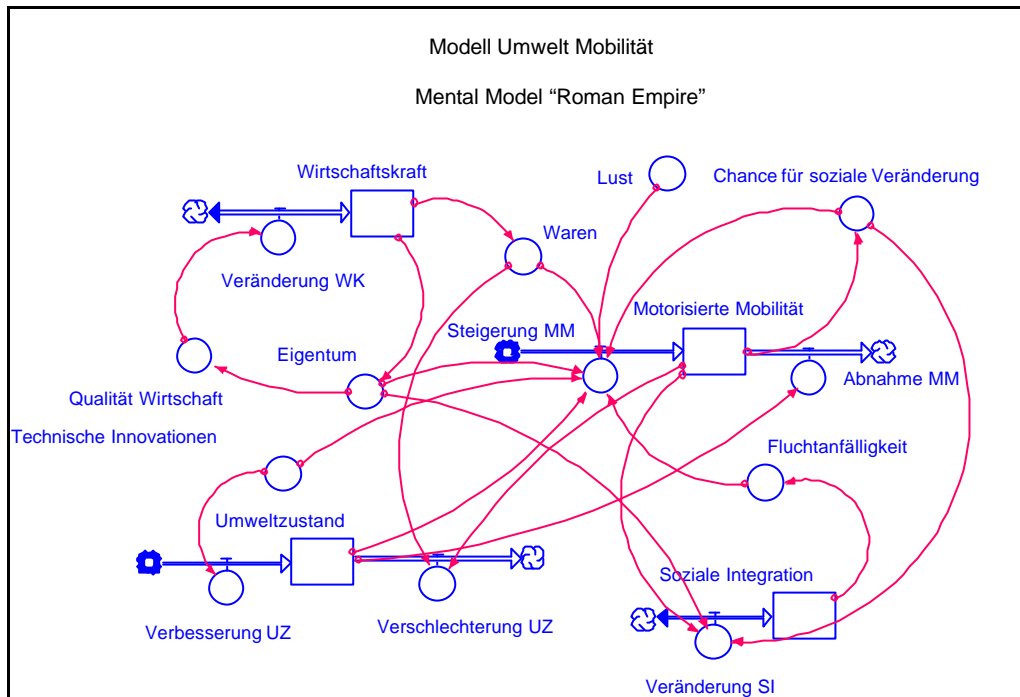 Modell Umwelt Mobilität
Mental Model “Roman Empire”
Wirtschaftskraft
Lust
Chance für soziale Veränderung
Waren
Veränderung WK
Motorisierte Mobilität
Steigerung MM
Eigentum
Abnahme MM
Qualität Wirtschaft
Technische Innovationen
Fluchtanfälligkeit
Umweltzustand
Soziale Integration
Verbesserung UZ
Verschlechterung UZ
Veränderung SI